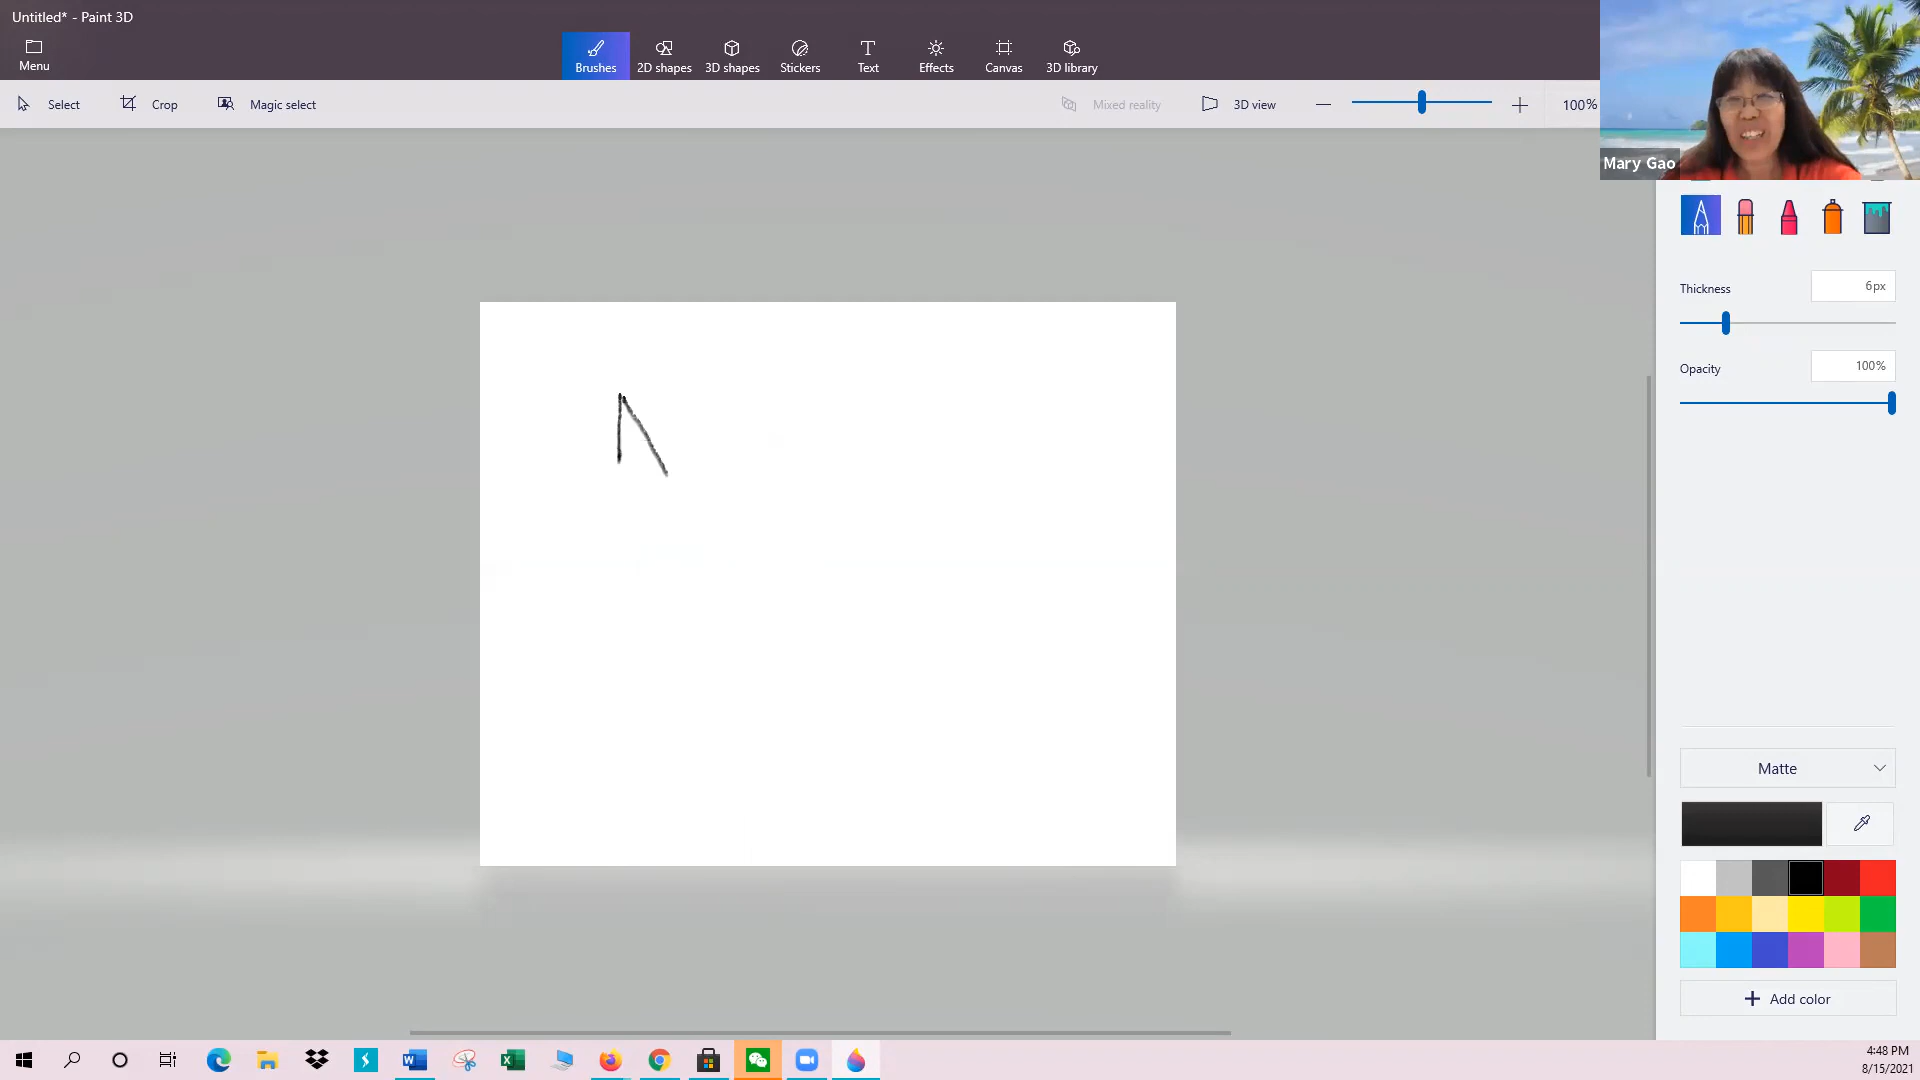 Untitled* - Paint 3D
Menu
Brushes
2D shapes
3D shapes
Stickers
Text
Effects
Canvas
3D library
Select
Crop
Magic select
Mixed reality
3D view
100%
Mary Gao
Thickness
6px
Opacity
100%
Matte
Add color
4:48 PM
8/15/2021